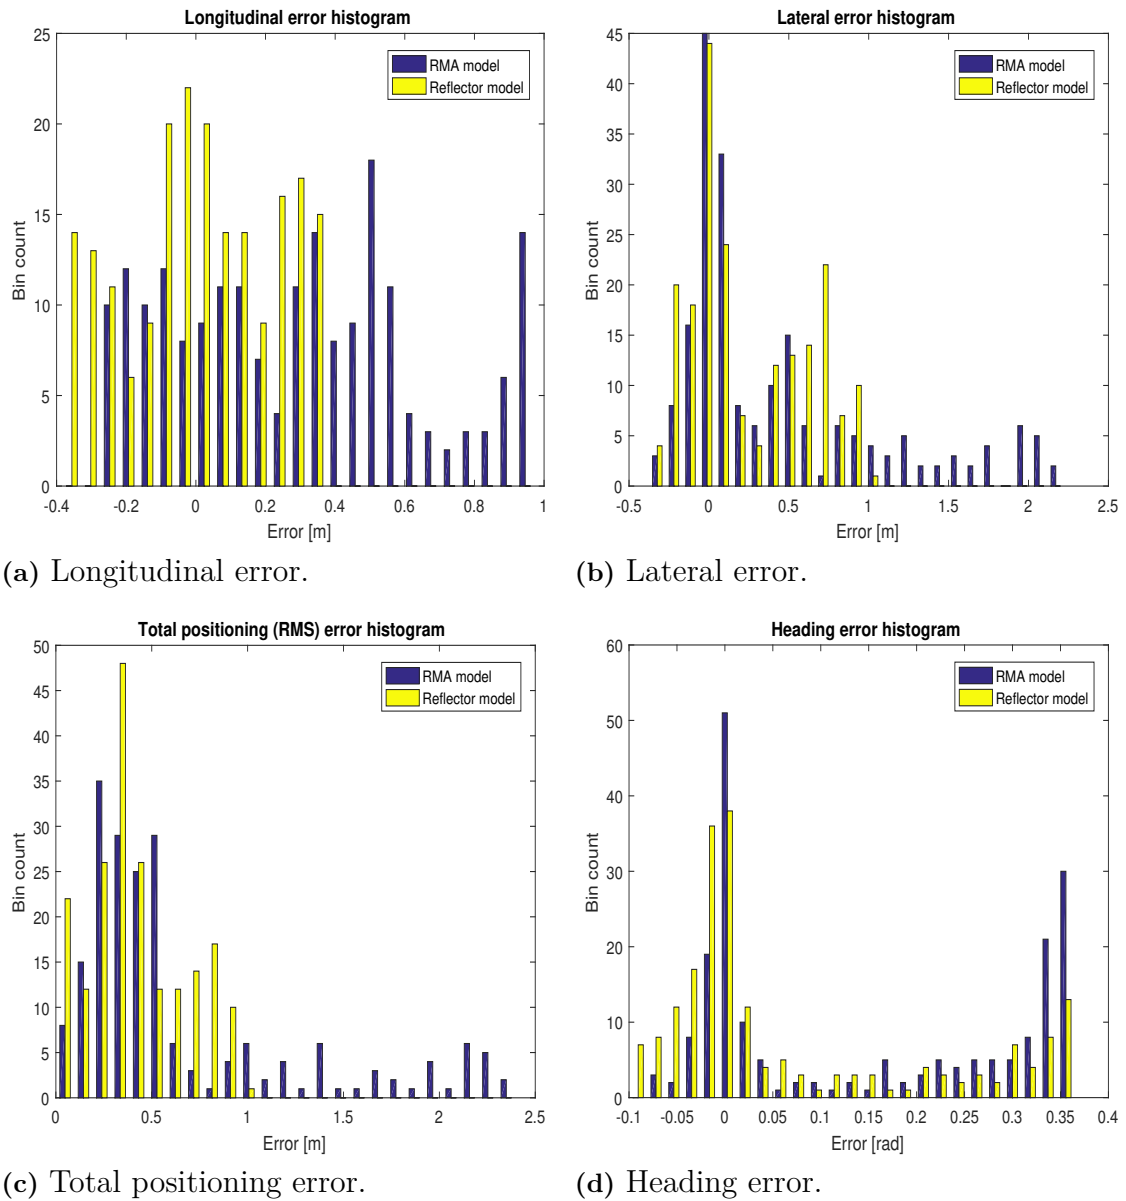 Longitudinal error histogram
25
20
15
10
5
0
Bin count
-0.4 -0.2 0 0.2 0.4 0.6 0.8 1
Error [m]
RMA model
Reflector model
(a) Longitudinal error.
Lateral error histogram
45
40
35
30
25
20
15
10
5
0
Bin count
-0.5 0 0.5 1 1.5 2 2.5
Error [m]
RMA model
Reflector model
(b) Lateral error.
Total positioning (RMS) error histogram
50
45
40
35
30
25
20
15
10
5
0
Bin count
0 0.5 1 1.5 2 2.5
Error [m]
RMA model
Reflector model
(c) Total positioning error.
Heading error histogram
60
50
40
30
20
10
0
Bin count
-0.1 -0.05 0 0.05 0.1 0.15 0.2 0.25 0.3 0.35 0.4
Error [rad]
RMA model
Reflector model
(d) Heading error.